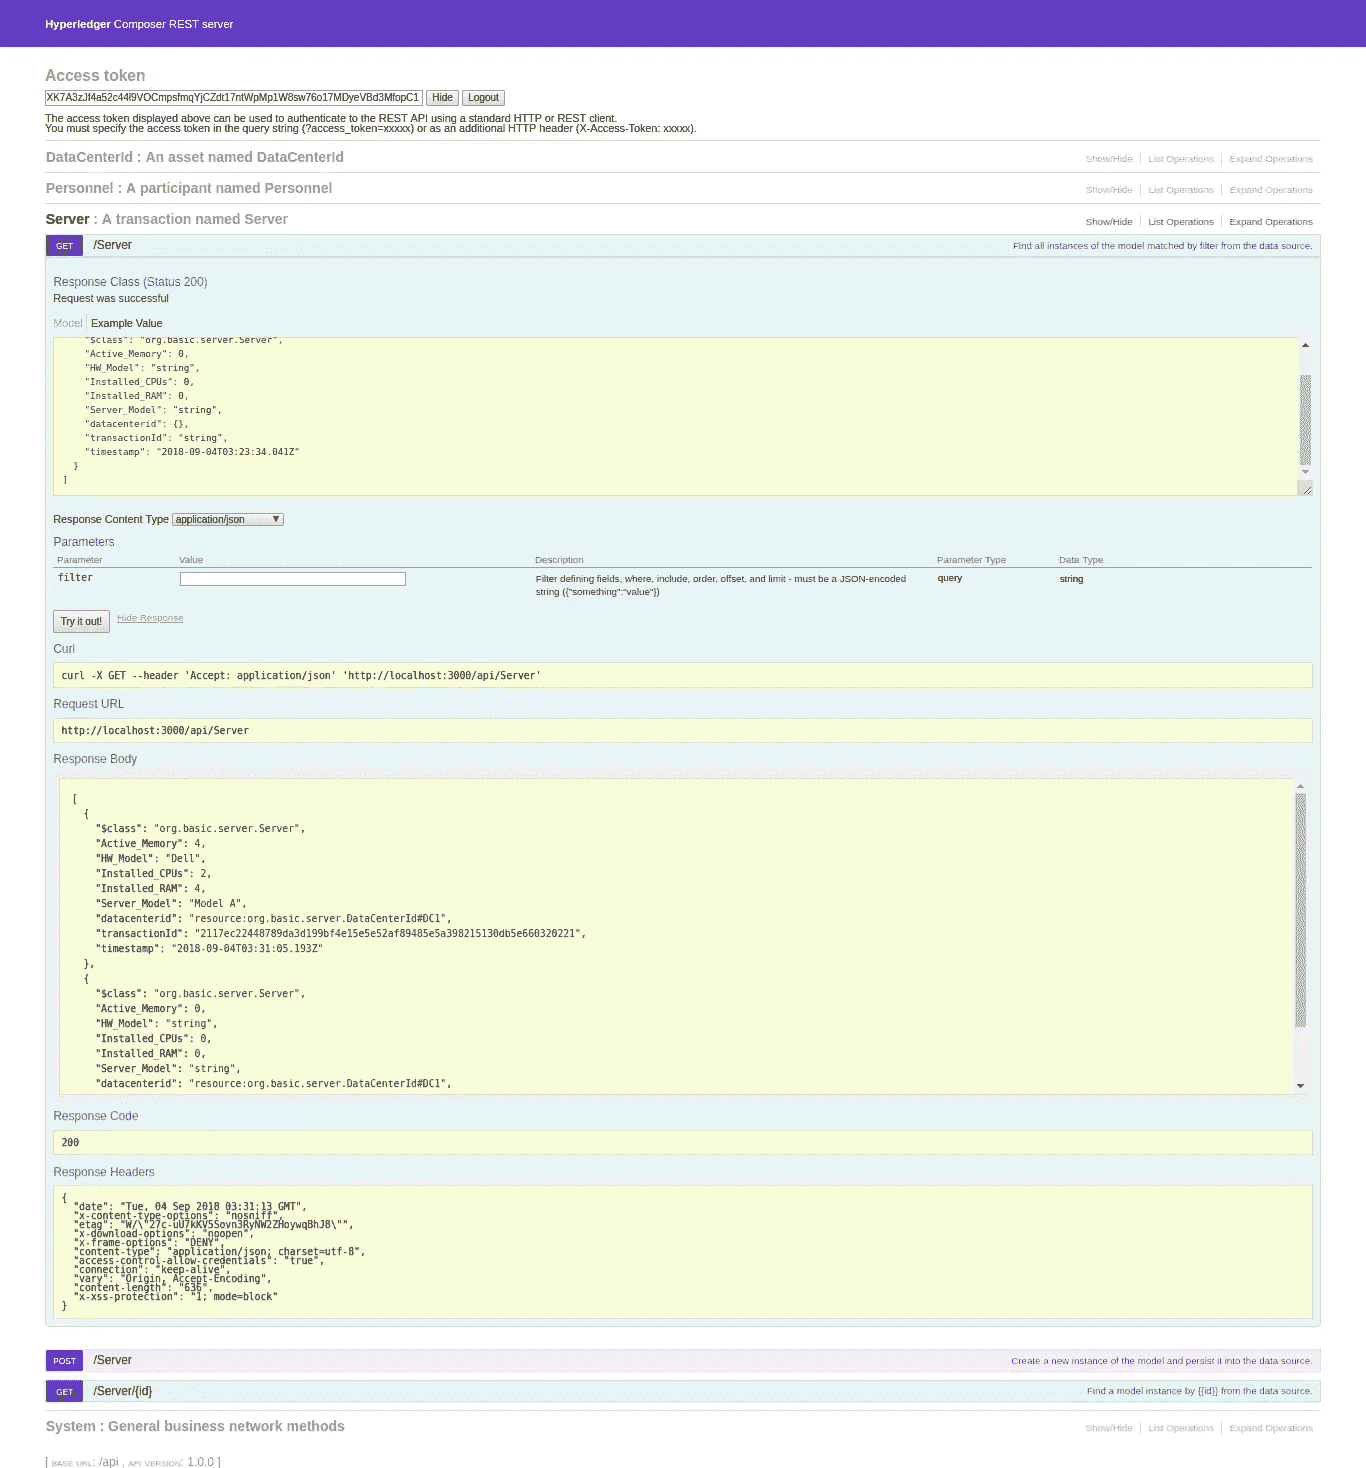 Hyperledger Composer REST server
Access token
XK7A3zJf4a52c44l9VOCmpsfmqYjCZdt17ntWpMp1W8sw76o17MDyeVBd3MfopC1 Hide Logout
The access token displayed above can be used to authenticate to the REST API using a standard HTTP or REST client.
You must specify the access token in the query string (?access_token=xxxxx) or as an additional HTTP header (X-Access-Token: xxxxx).
DataCenterId : An asset named DataCenterId Show/Hide List Operations Expand Operations
Personnel : A participant named Personnel Show/Hide List Operations Expand Operations
Server : A transaction named Server Show/Hide List Operations Expand Operations
GET /Server Find all instances of the model matched by filter from the data source.
Response Class (Status 200)
Request was successful
Model Example Value
"$class": "org.basic.server.Server",
"Active_Memory": 0,
"HW_Model": "string",
"Installed_CPUs": 0,
"Installed_RAM": 0,
"Server_Model": "string",
"datacenterid": {},
"transactionId": "string",
"timestamp": "2018-09-04T03:23:34.041Z"
}
]
Response Content Type application/json
Parameters
Parameter Value Description Parameter Type Data Type
filter Filter defining fields, where, include, order, offset, and limit - must be a JSON-encoded query string
string ({"something":"value"})
Try it out! Hide Response
Curl
curl -X GET --header 'Accept: application/json' 'http://localhost:3000/api/Server'
Request URL
http://localhost:3000/api/Server
Response Body
[
{
"$class": "org.basic.server.Server",
"Active_Memory": 4,
"HW_Model": "Dell",
"Installed_CPUs": 2,
"Installed_RAM": 4,
"Server_Model": "Model A",
"datacenterid": "resource:org.basic.server.DataCenterId#DC1",
"transactionId": "2117ec22448789da3d199bf4e15e5e52af89485e5a398215130db5e660320221",
"timestamp": "2018-09-04T03:31:05.193Z"
},
{
"$class": "org.basic.server.Server",
"Active_Memory": 0,
"HW_Model": "string",
"Installed_CPUs": 0,
"Installed_RAM": 0,
"Server_Model": "string",
"datacenterid": "resource:org.basic.server.DataCenterId#DC1",
Response Code
200
Response Headers
{
"date": "Tue, 04 Sep 2018 03:31:13 GMT",
"x-content-type-options": "nosniff",
"etag": "W/\"27c-uU7kKV5Sovn3RyNW2ZHoywqBhJ8\"",
"x-download-options": "noopen",
"x-frame-options": "DENY",
"content-type": "application/json; charset=utf-8",
"access-control-allow-credentials": "true",
"connection": "keep-alive",
"vary": "Origin, Accept-Encoding",
"content-length": "636",
"x-xss-protection": "1; mode=block"
}
POST /Server Create a new instance of the model and persist it into the data source.
GET /Server/{id} Find a model instance by {{id}} from the data source.
System : General business network methods Show/Hide List Operations Expand Operations
[ BASE URL: /api , API VERSION: 1.0.0 ]